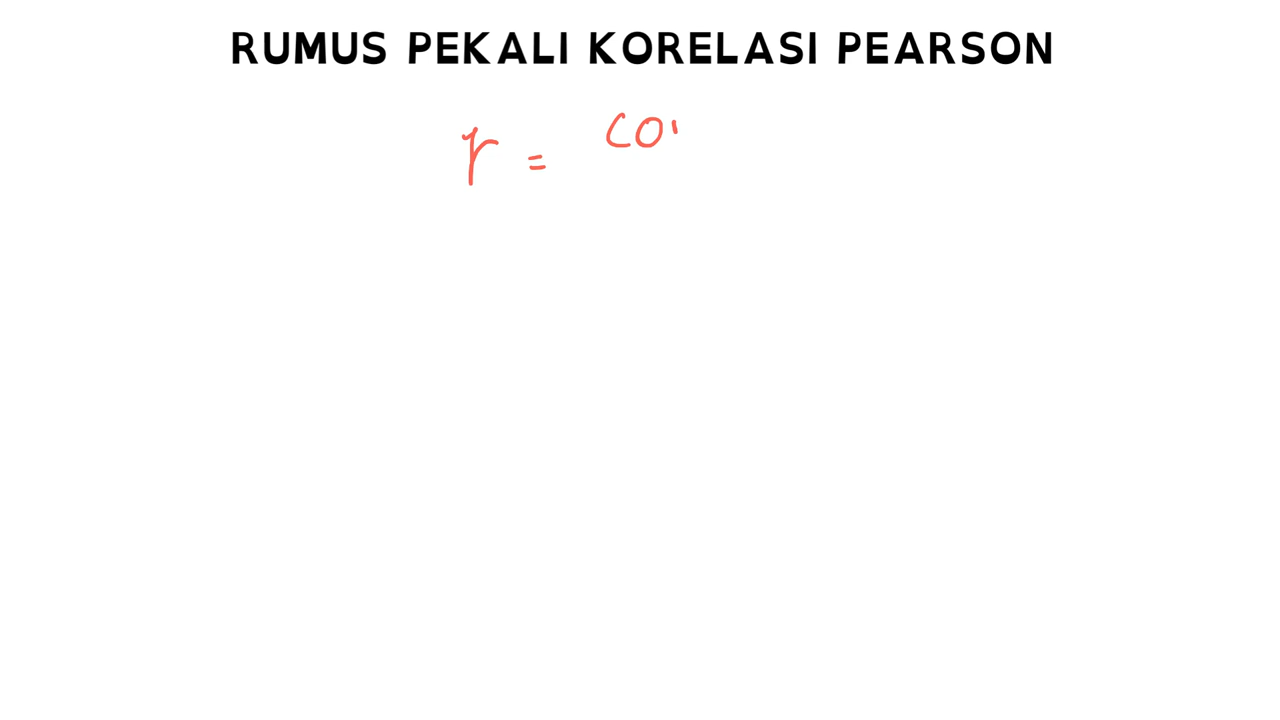 RUMUS PEKALI KORELASI PEARSON
r = co